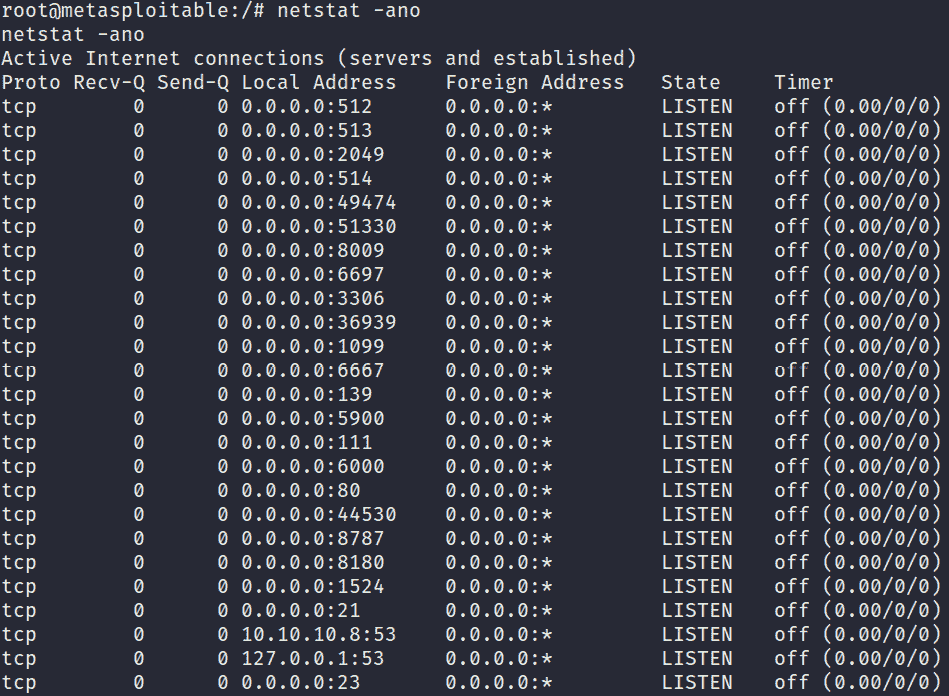 root@metasploitable:/# netstat -ano
netstat -ano
Active Internet connections (servers and established)
Proto Recv-Q Send-Q Local Address    Foreign Address   State    Timer
tcp        0      0 0.0.0.0:512      0.0.0.0:*         LISTEN   off (0.00/0/0)
tcp        0      0 0.0.0.0:513      0.0.0.0:*         LISTEN   off (0.00/0/0)
tcp        0      0 0.0.0.0:2049     0.0.0.0:*         LISTEN   off (0.00/0/0)
tcp        0      0 0.0.0.0:514      0.0.0.0:*         LISTEN   off (0.00/0/0)
tcp        0      0 0.0.0.0:49474    0.0.0.0:*         LISTEN   off (0.00/0/0)
tcp        0      0 0.0.0.0:51330    0.0.0.0:*         LISTEN   off (0.00/0/0)
tcp        0      0 0.0.0.0:8009     0.0.0.0:*         LISTEN   off (0.00/0/0)
tcp        0      0 0.0.0.0:6697     0.0.0.0:*         LISTEN   off (0.00/0/0)
tcp        0      0 0.0.0.0:3306     0.0.0.0:*         LISTEN   off (0.00/0/0)
tcp        0      0 0.0.0.0:36939    0.0.0.0:*         LISTEN   off (0.00/0/0)
tcp        0      0 0.0.0.0:1099     0.0.0.0:*         LISTEN   off (0.00/0/0)
tcp        0      0 0.0.0.0:6667     0.0.0.0:*         LISTEN   off (0.00/0/0)
tcp        0      0 0.0.0.0:139      0.0.0.0:*         LISTEN   off (0.00/0/0)
tcp        0      0 0.0.0.0:5900     0.0.0.0:*         LISTEN   off (0.00/0/0)
tcp        0      0 0.0.0.0:111      0.0.0.0:*         LISTEN   off (0.00/0/0)
tcp        0      0 0.0.0.0:6000     0.0.0.0:*         LISTEN   off (0.00/0/0)
tcp        0      0 0.0.0.0:80       0.0.0.0:*         LISTEN   off (0.00/0/0)
tcp        0      0 0.0.0.0:44530    0.0.0.0:*         LISTEN   off (0.00/0/0)
tcp        0      0 0.0.0.0:8787     0.0.0.0:*         LISTEN   off (0.00/0/0)
tcp        0      0 0.0.0.0:8180     0.0.0.0:*         LISTEN   off (0.00/0/0)
tcp        0      0 0.0.0.0:1524     0.0.0.0:*         LISTEN   off (0.00/0/0)
tcp        0      0 0.0.0.0:21       0.0.0.0:*         LISTEN   off (0.00/0/0)
tcp        0      0 10.10.10.8:53    0.0.0.0:*         LISTEN   off (0.00/0/0)
tcp        0      0 127.0.0.1:53     0.0.0.0:*         LISTEN   off (0.00/0/0)
tcp        0      0 0.0.0.0:23       0.0.0.0:*         LISTEN   off (0.00/0/0)